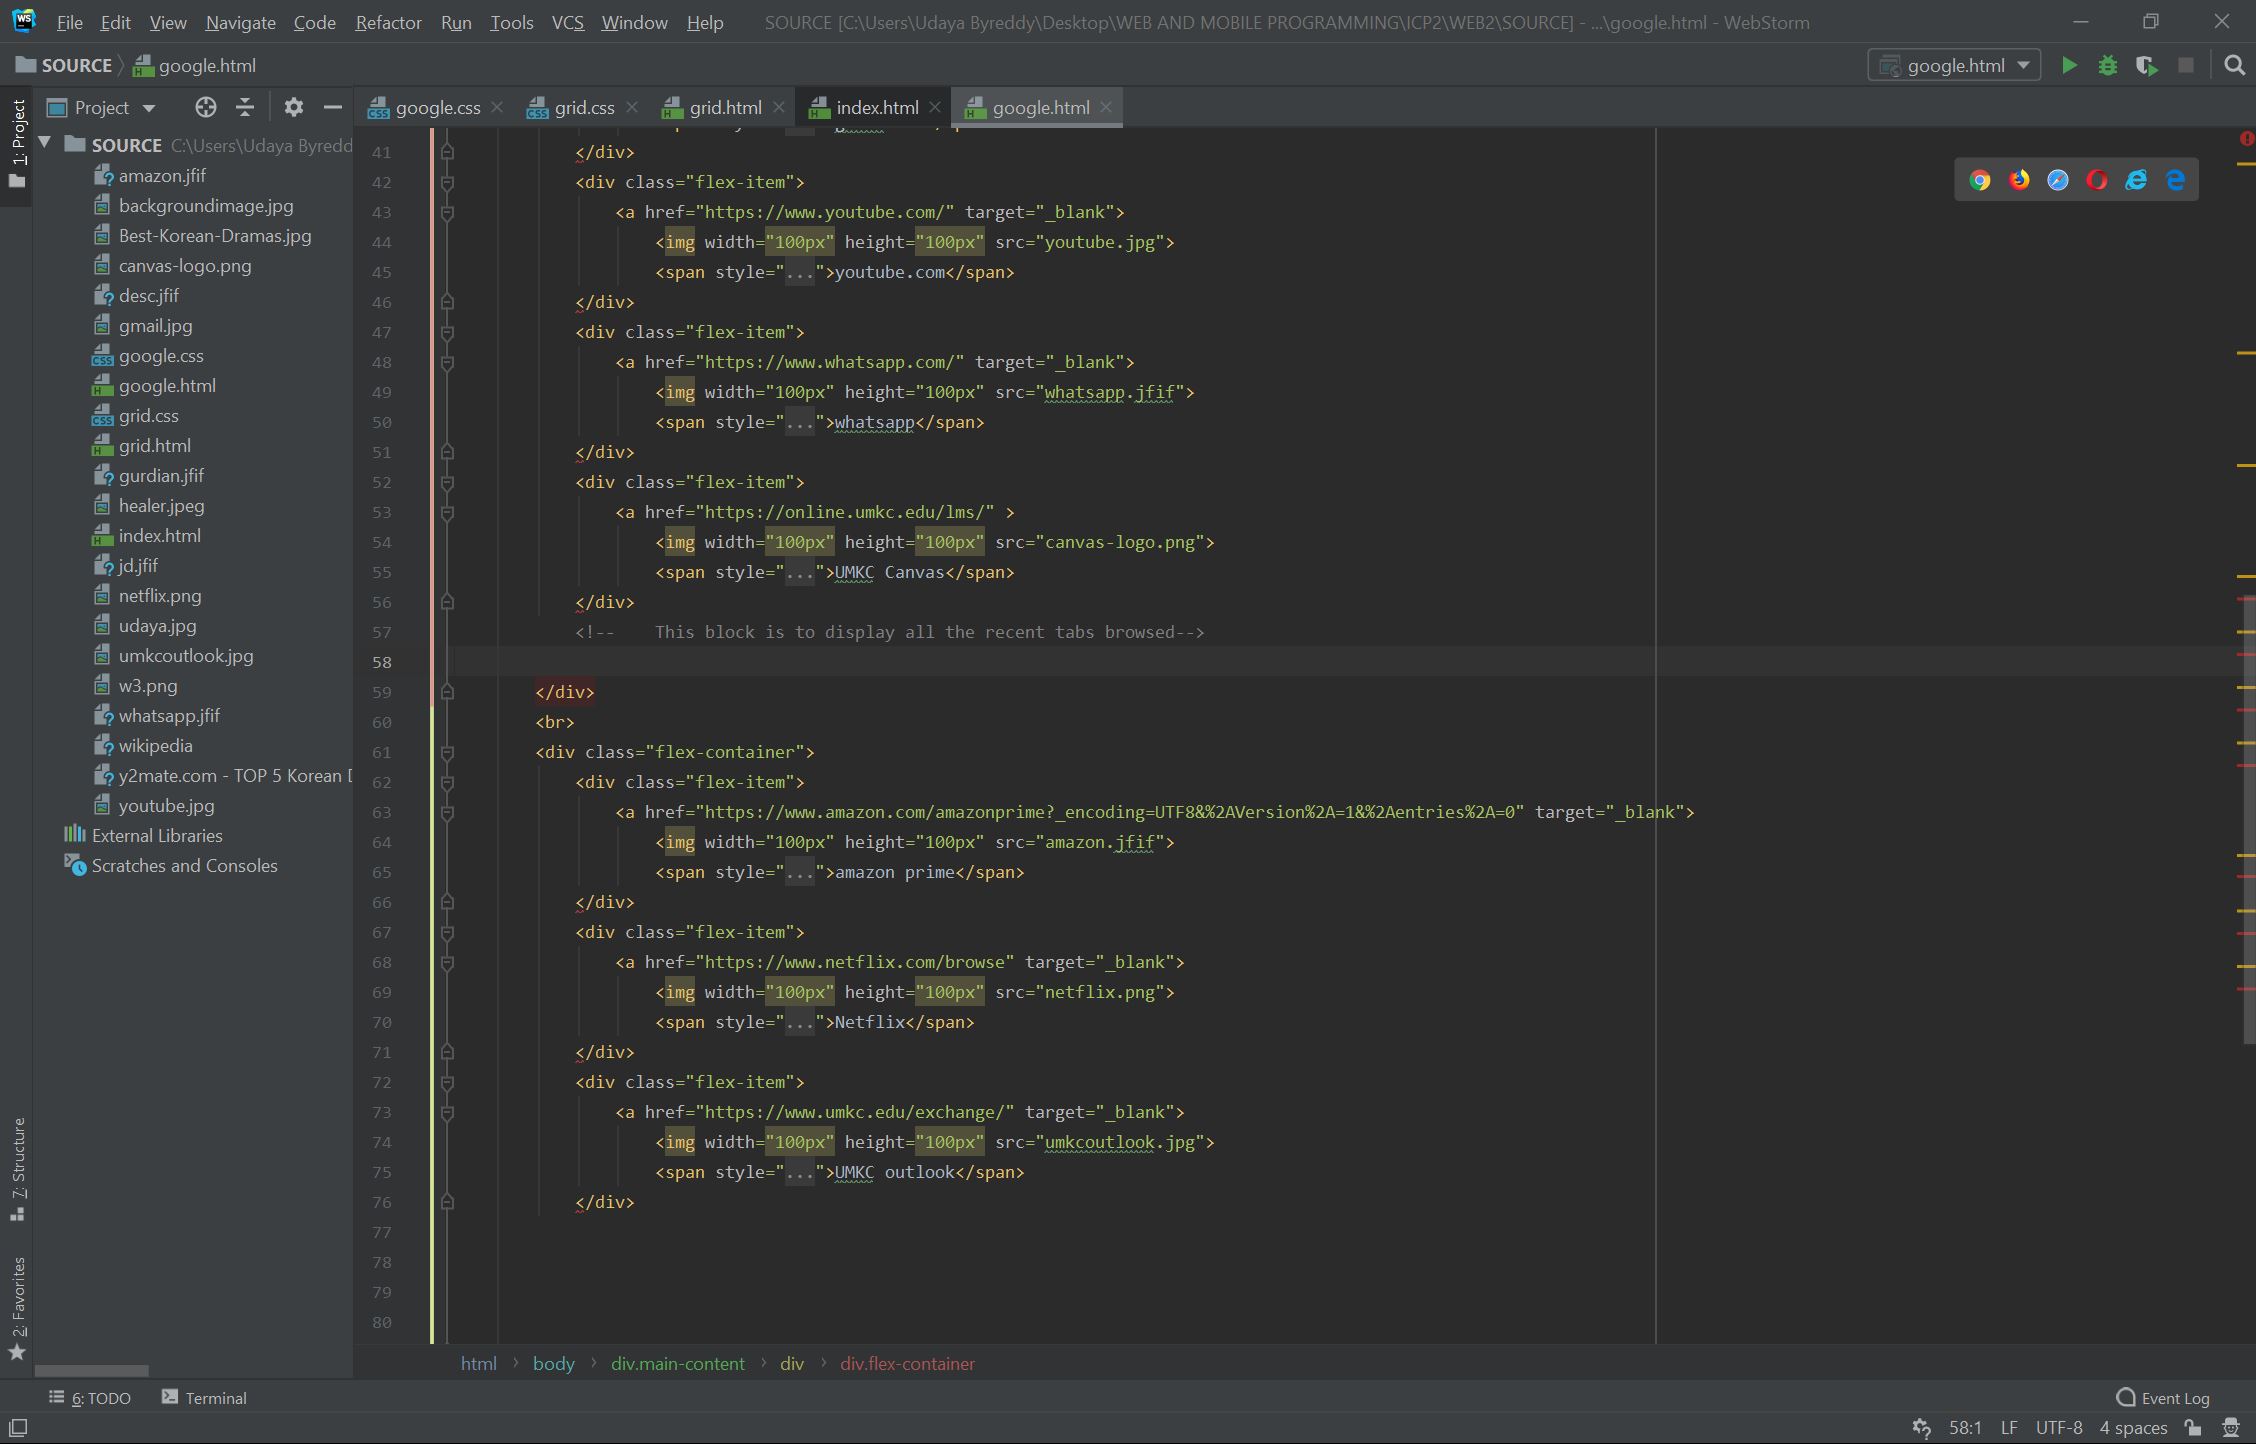 WS File Edit View Navigate Code Refactor Run Tools VCS Window Help SOURCE [C:\Users\Udaya Byreddy\Desktop\WEB AND MOBILE PROGRAMMING\ICP2\WEB2\SOURCE] - ...\google.html - WebStorm
SOURCE google.html google.html
1: Project
Project
google.css grid.css grid.html index.html google.html
SOURCE C:\Users\Udaya Byredd
amazon.jfif
backgroundimage.jpg
Best-Korean-Dramas.jpg
canvas-logo.png
desc.jfif
gmail.jpg
google.css
google.html
grid.css
grid.html
gurdian.jfif
healer.jpeg
index.html
jd.jfif
netflix.png
udaya.jpg
umkcoutlook.jpg
w3.png
whatsapp.jfif
wikipedia
y2mate.com - TOP 5 Korean
youtube.jpg
External Libraries
Scratches and Consoles
7: Structure
2: Favorites
41 </div>
42 <div class="flex-item">
43 <a href="https://www.youtube.com/" target="_blank">
44 <img width="100px" height="100px" src="youtube.jpg">
45 <span style="...">youtube.com</span>
46 </div>
47 <div class="flex-item">
48 <a href="https://www.whatsapp.com/" target="_blank">
49 <img width="100px" height="100px" src="whatsapp.jfif">
50 <span style="...">whatsapp</span>
51 </div>
52 <div class="flex-item">
53 <a href="https://online.umkc.edu/lms/" >
54 <img width="100px" height="100px" src="canvas-logo.png">
55 <span style="...">UMKC Canvas</span>
56 </div>
57 <!-- This block is to display all the recent tabs browsed-->
58
59 </div>
60 <br>
61 <div class="flex-container">
62 <div class="flex-item">
63 <a href="https://www.amazon.com/amazonprime?_encoding=UTF8&%2AVersion%2A=1&%2Aentries%2A=0" target="_blank">
64 <img width="100px" height="100px" src="amazon.jfif">
65 <span style="...">amazon prime</span>
66 </div>
67 <div class="flex-item">
68 <a href="https://www.netflix.com/browse" target="_blank">
69 <img width="100px" height="100px" src="netflix.png">
70 <span style="...">Netflix</span>
71 </div>
72 <div class="flex-item">
73 <a href="https://www.umkc.edu/exchange/" target="_blank">
74 <img width="100px" height="100px" src="umkcoutlook.jpg">
75 <span style="...">UMKC outlook</span>
76 </div>
77
78
79
80
html › body › div.main-content › div › div.flex-container
6: TODO Terminal Event Log
58:1 LF UTF-8 4 spaces